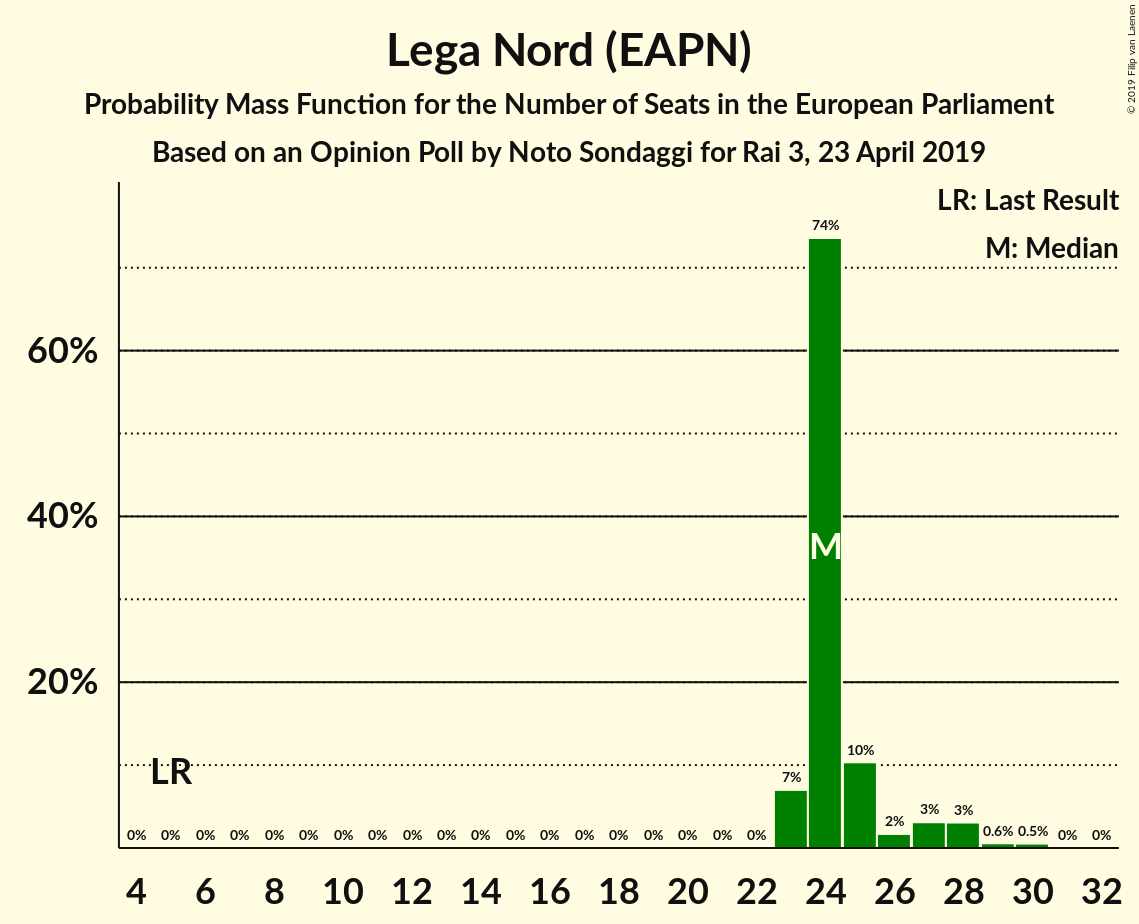 Lega Nord (EAPN)
Probability Mass Function for the Number of Seats in the European Parliament
Based on an Opinion Poll by Noto Sondaggi for Rai 3, 23 April 2019
© 2019 Filip van Laenen
LR: Last Result
M: Median
74%
60%
40%
M
20%
LR
10%
7%
0% 0% 0% 0% 0% 0% 0% 0% 0% 0% 0% 0% 0% 0% 0% 0% 0% 0% 0% 2% 3% 3% 0.6% 0.5% 0% 0%
4 6 8 10 12 14 16 18 20 22 24 26 28 30 32